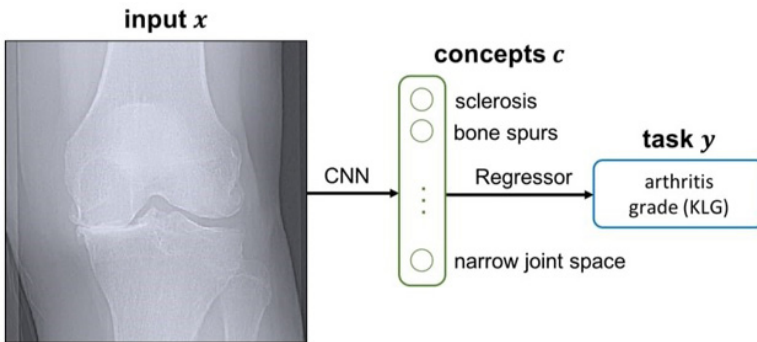 input x
concepts c
sclerosis
bone spurs
task y
CNN
Regressor
arthritis
grade (KLG)
narrow joint space